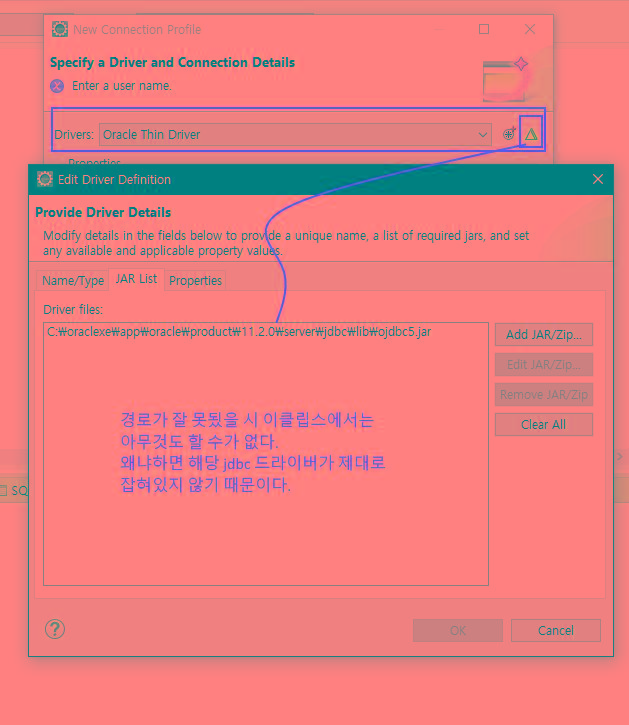 New Connection Profile
Specify a Driver and Connection Details
Enter a user name.
Drivers: Oracle Thin Driver
Properties
Edit Driver Definition
Provide Driver Details
Modify details in the fields below to provide a unique name, a list of required jars, and set
any available and applicable property values.
Name/Type JAR List Properties
Driver files:
C:₩oraclexe₩app₩oracle₩product₩11.2.0₩server₩jdbc₩lib₩ojdbc5.jar
Add JAR/Zip...
Edit JAR/Zip...
Remove JAR/Zip
Clear All
경로가 잘 못됬을 시 이클립스에서는
아무것도 할 수가 없다.
왜냐하면 해당 jdbc 드라이버가 제대로
잡혀있지 않기 때문이다.
SQ
OK Cancel